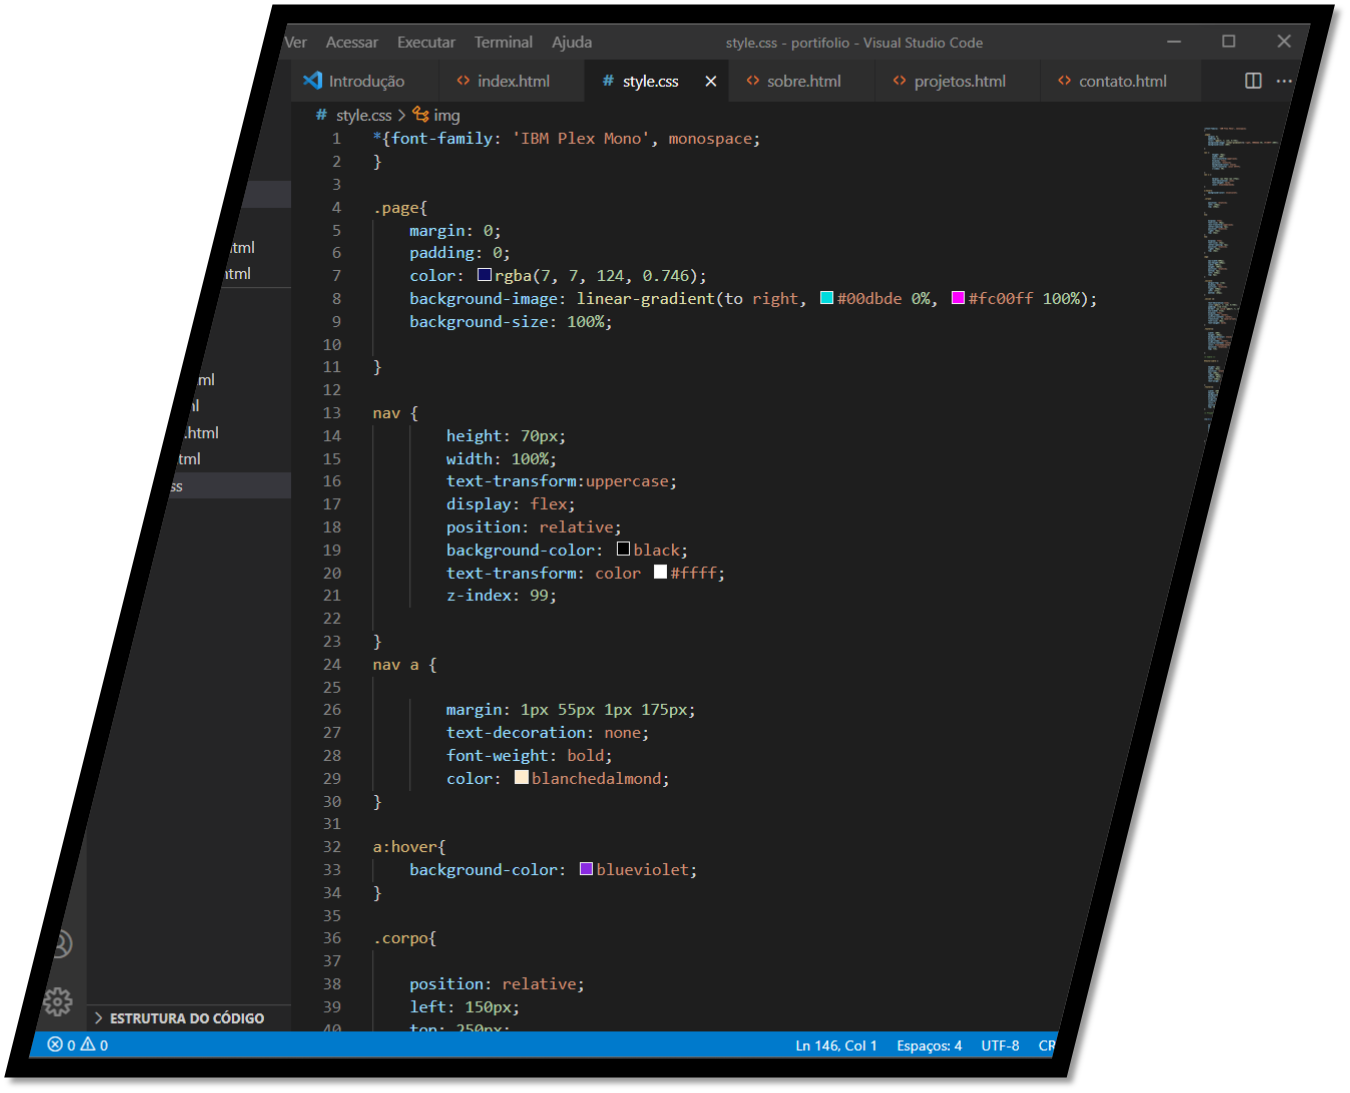 Ver Acessar Executar Terminal Ajuda style.css - portifolio - Visual Studio Code
Introdução <> index.html # style.css × <> sobre.html <> projetos.html <> contato.html ...
# style.css > img
1 *{font-family: 'IBM Plex Mono', monospace;
2 }
3
4 .page{
5 margin: 0;
6 padding: 0;
7 color: rgba(7, 7, 124, 0.746);
8 background-image: linear-gradient(to right, #00dbde 0%, #fc00ff 100%);
9 background-size: 100%;
10
11 }
12
13 nav {
14 height: 70px;
15 width: 100%;
16 text-transform:uppercase;
17 display: flex;
18 position: relative;
19 background-color: black;
20 text-transform: color #ffff;
21 z-index: 99;
22
23 }
24 nav a {
25
26 margin: 1px 55px 1px 175px;
27 text-decoration: none;
28 font-weight: bold;
29 color: blanchedalmond;
30 }
31
32 a:hover{
33 background-color: blueviolet;
34 }
35
36 .corpo{
37
38 position: relative;
39 left: 150px;
40 top: 250px;
html
html
ml
l
.html
tml
ss
> ESTRUTURA DO CÓDIGO
0 0 Ln 146, Col 1 Espaços: 4 UTF-8 CR